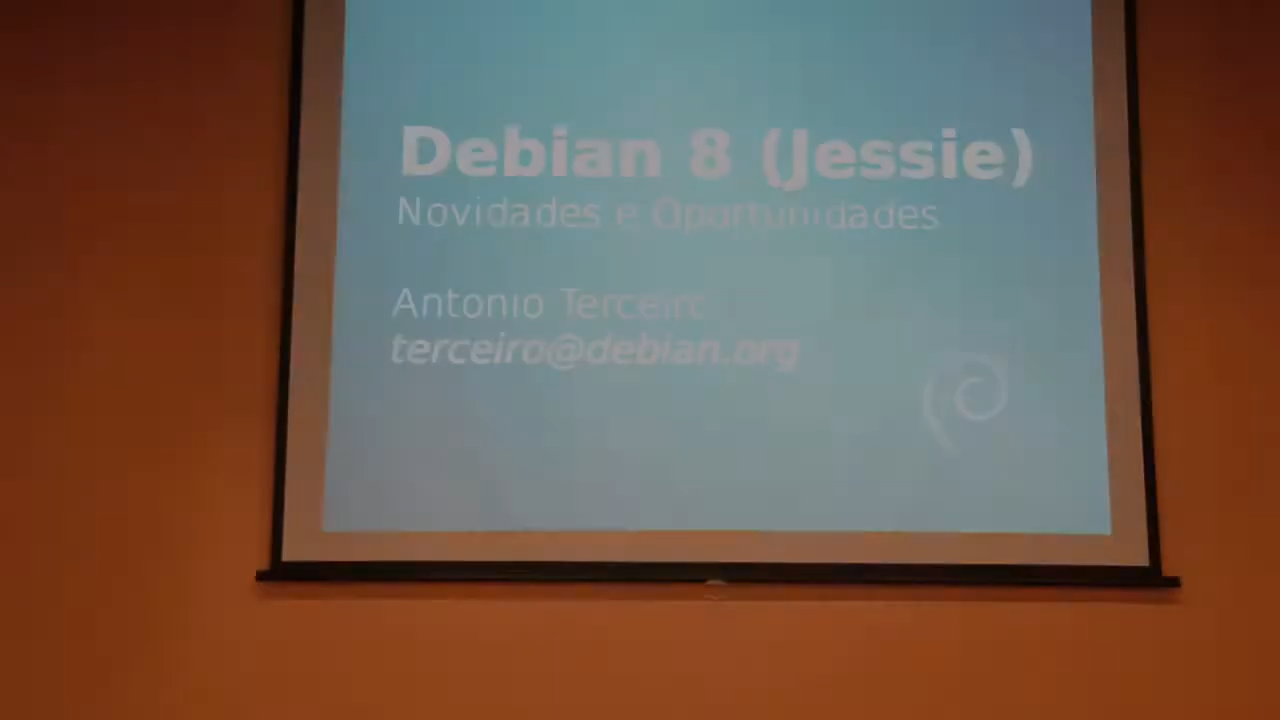 Debian 8 (Jessie)
Novidades e Oportunidades
Antonio Terceiro
terceiro@debian.org